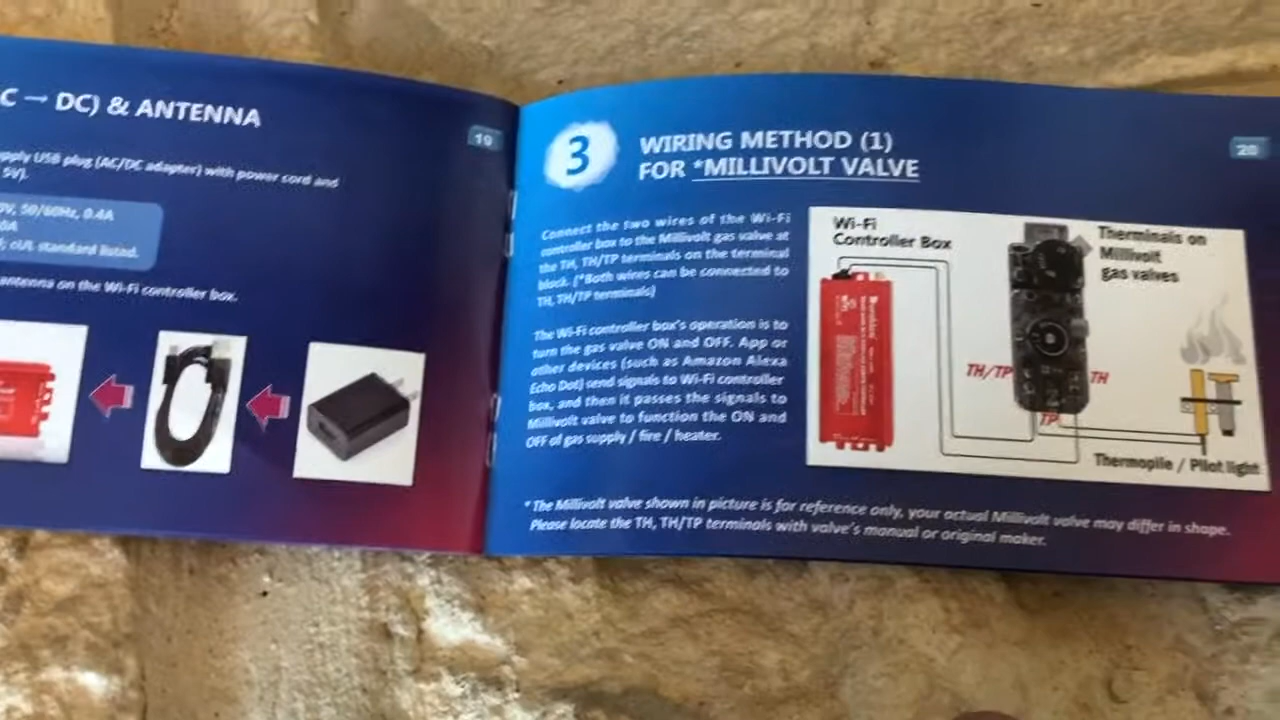 C → DC) & ANTENNA
19
pply USB plug (AC/DC adapter) with power cord and
5V).
0V, 50/60Hz, 0.4A
0A
; cUL standard listed.
antenna on the Wi-Fi controller box.
3
WIRING METHOD (1)
FOR *MILLIVOLT VALVE
20
Connect the two wires of the Wi-Fi
controller box to the Millivolt gas valve at
the TH, TH/TP terminals on the terminal
block. (*Both wires can be connected to
TH, TH/TP terminals)
The Wi-Fi controller box's operation is to
turn the gas valve ON and OFF. App or
other devices (such as Amazon Alexa
Echo Dot) send signals to Wi-Fi controller
box, and then it passes the signals to
Millivolt valve to function the ON and
OFF of gas supply / fire / heater.
Wi-Fi
Controller Box
Therminals on
Millivolt
gas valves
TH/TP
TH
TP
Thermopile / Pilot light
* The Millivolt valve shown in picture is for reference only, your actual Millivolt valve may differ in shape.
Please locate the TH, TH/TP terminals with valve's manual or original maker.